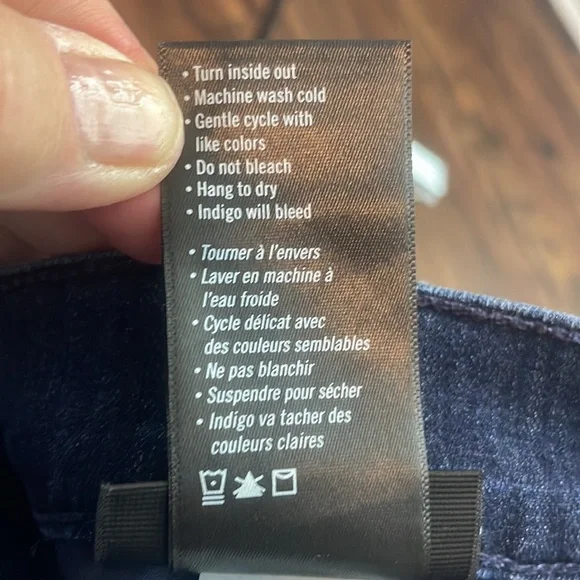 • Turn inside out
• Machine wash cold
• Gentle cycle with
like colors
• Do not bleach
• Hang to dry
• Indigo will bleed
• Tourner à l'envers
• Laver en machine à
l'eau froide
• Cycle délicat avec
des couleurs semblables
• Ne pas blanchir
• Suspendre pour sécher
• Indigo va tacher des
couleurs claires